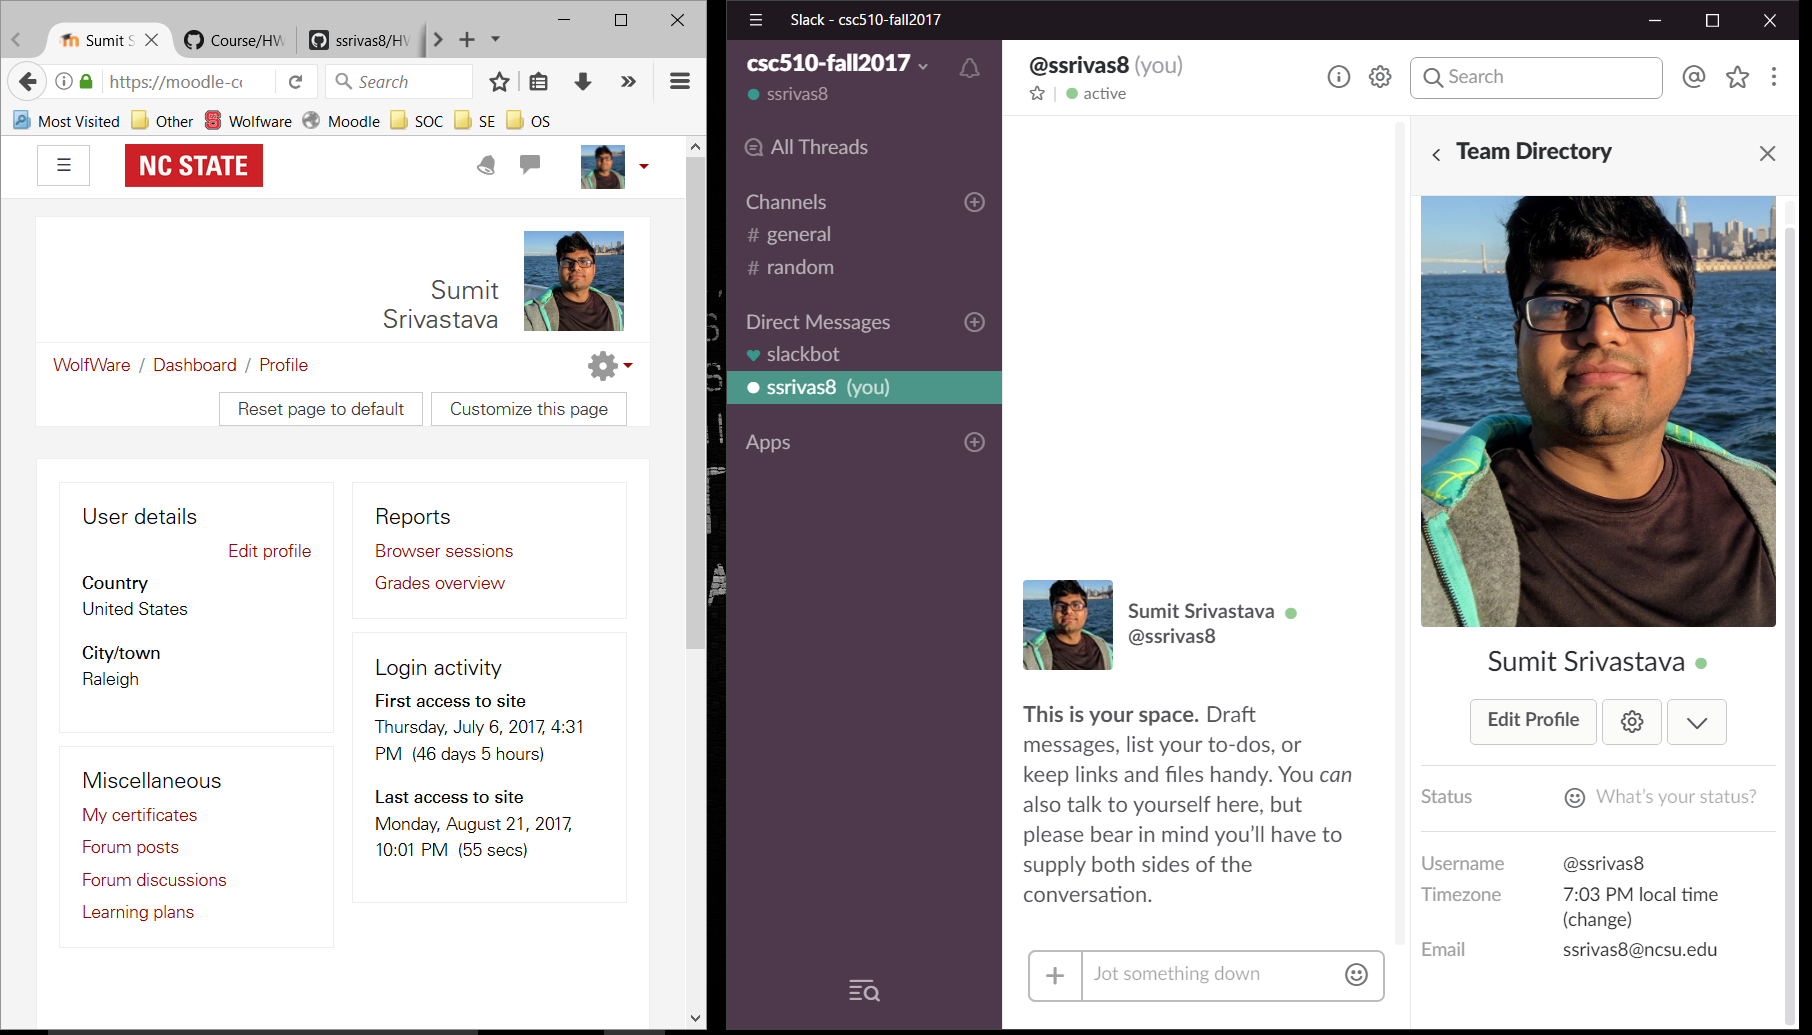 Sumit S
Course/HW
ssrivas8/HW
https://moodle-co
Search
Most Visited
Other
Wolfware
Moodle
SOC
SE
OS
NC STATE
Sumit
Srivastava
WolfWare / Dashboard / Profile
Reset page to default
Customize this page
User details
Edit profile
Country
United States
City/town
Raleigh
Miscellaneous
My certificates
Forum posts
Forum discussions
Learning plans
Reports
Browser sessions
Grades overview
Login activity
First access to site
Thursday, July 6, 2017, 4:31
PM (46 days 5 hours)
Last access to site
Monday, August 21, 2017,
10:01 PM (55 secs)
Slack - csc510-fall2017
csc510-fall2017
ssrivas8
All Threads
Channels
# general
# random
Direct Messages
slackbot
ssrivas8 (you)
Apps
@ssrivas8 (you)
active
Search
Sumit Srivastava
@ssrivas8
This is your space. Draft
messages, list your to-dos, or
keep links and files handy. You can
also talk to yourself here, but
please bear in mind you’ll have to
supply both sides of the
conversation.
Jot something down
Team Directory
Sumit Srivastava
Edit Profile
Status What's your status?
Username @ssrivas8
Timezone 7:03 PM local time
(change)
Email ssrivas8@ncsu.edu